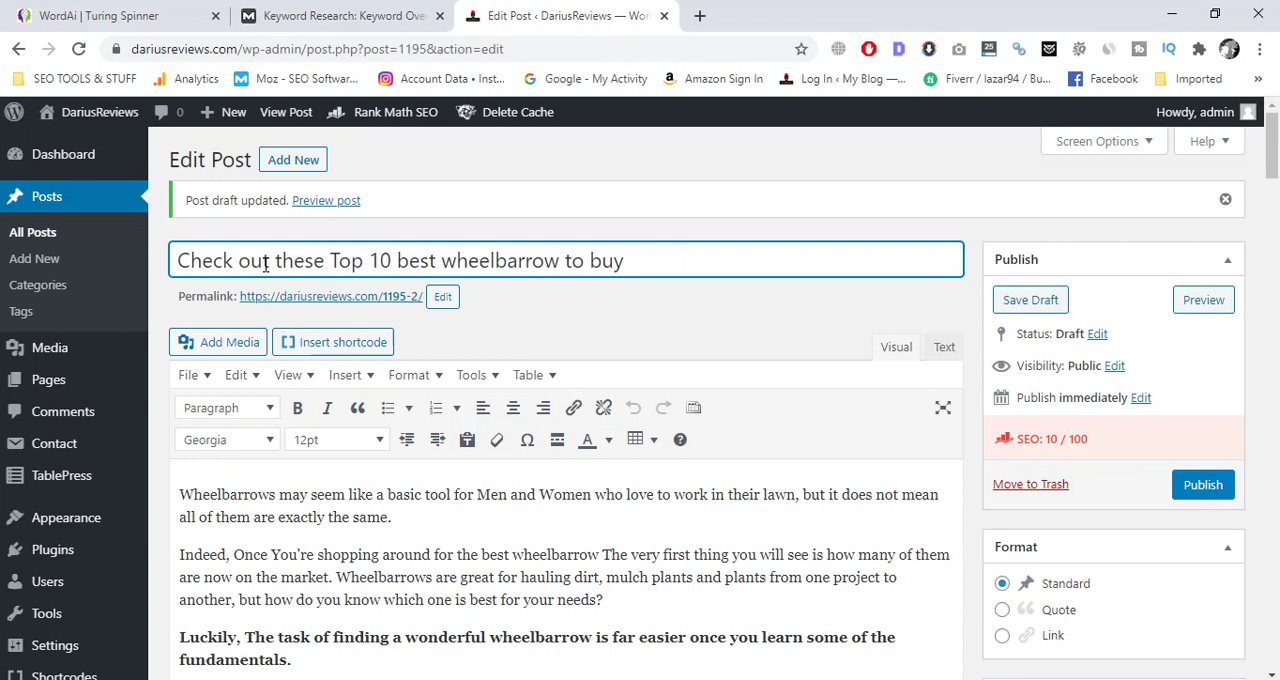 WordAi | Turing Spinner
Keyword Research: Keyword Ove
Edit Post ‹ DariusReviews — Wor
dariusreviews.com/wp-admin/post.php?post=1195&action=edit
25
IQ
SEO TOOLS & STUFF
Analytics
Moz - SEO Software...
Account Data • Inst...
Google - My Activity
Amazon Sign In
Log In ‹ My Blog —...
Fiverr / lazar94 / Bu...
Facebook
Imported
»
DariusReviews
0
New
View Post
Rank Math SEO
Delete Cache
Howdy, admin
Dashboard
Posts
All Posts
Add New
Categories
Tags
Media
Pages
Comments
Contact
TablePress
Appearance
Plugins
Users
Tools
Settings
Shortcodes
Edit Post
Add New
Screen Options
Help
Post draft updated. Preview post
Check out these Top 10 best wheelbarrow to buy
Permalink: https://dariusreviews.com/1195-2/ Edit
Add Media
Insert shortcode
Visual
Text
File
Edit
View
Insert
Format
Tools
Table
Paragraph
B
I
Georgia
12pt
Ω
A
Wheelbarrows may seem like a basic tool for Men and Women who love to work in their lawn, but it does not mean
all of them are exactly the same.
Indeed, Once You're shopping around for the best wheelbarrow The very first thing you will see is how many of them
are now on the market. Wheelbarrows are great for hauling dirt, mulch plants and plants from one project to
another, but how do you know which one is best for your needs?
Luckily, The task of finding a wonderful wheelbarrow is far easier once you learn some of the
fundamentals.
Publish
Save Draft
Preview
Status: Draft Edit
Visibility: Public Edit
Publish immediately Edit
SEO: 10 / 100
Move to Trash
Publish
Format
Standard
Quote
Link